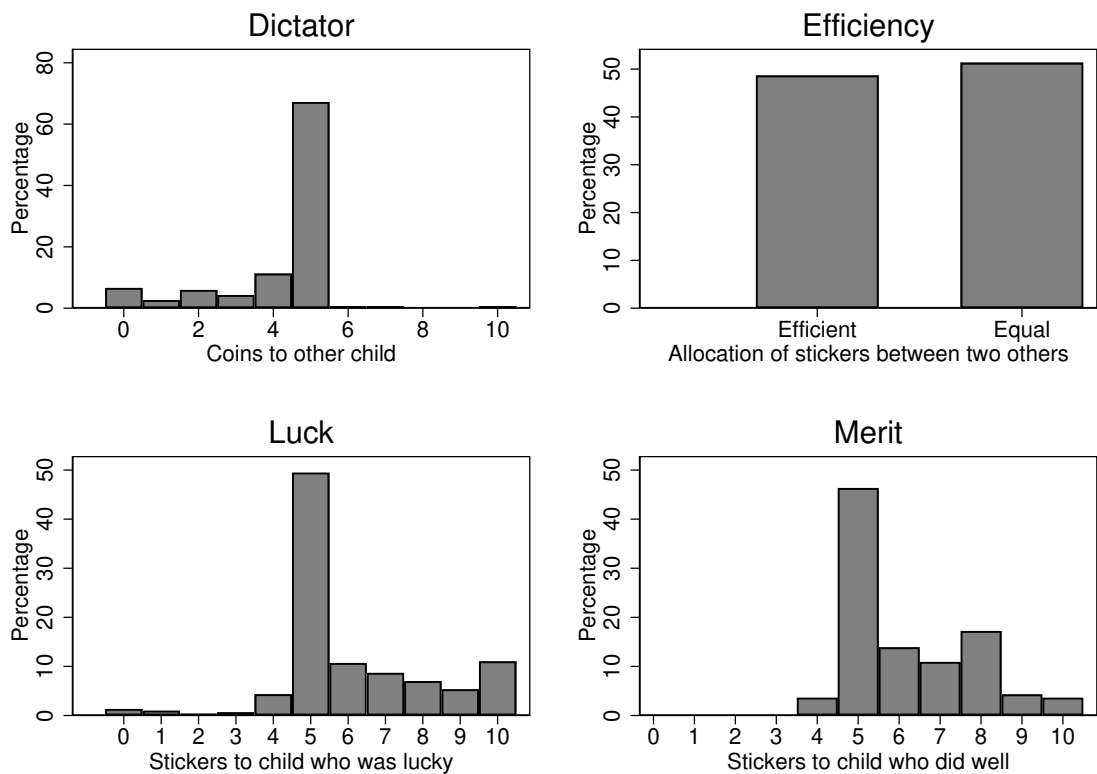 Dictator
Percentage
80
60
40
20
0
0 2 4 6 8 10
Coins to other child
Efficiency
Percentage
50
40
30
20
10
0
Efficient Equal
Allocation of stickers between two others
Luck
Percentage
50
40
30
20
10
0
0 1 2 3 4 5 6 7 8 9 10
Stickers to child who was lucky
Merit
Percentage
50
40
30
20
10
0
0 1 2 3 4 5 6 7 8 9 10
Stickers to child who did well